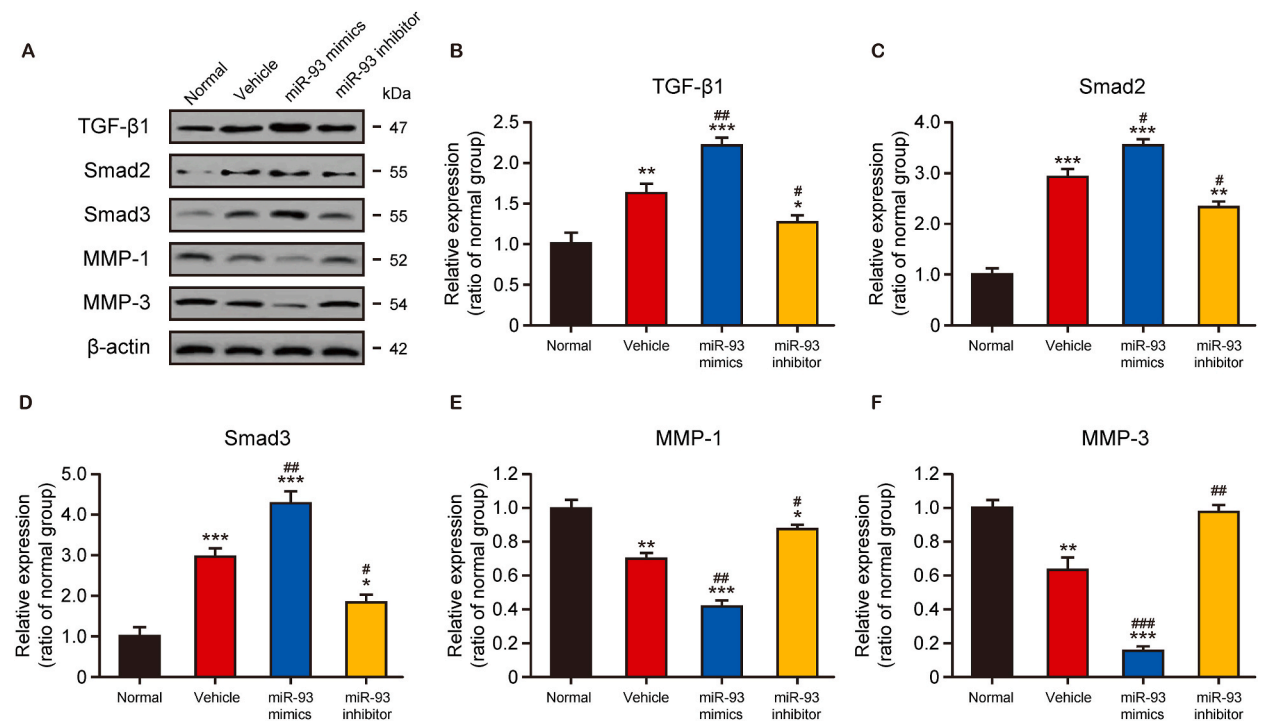 A
Normal
Vehicle
miR-93 mimics
miR-93 inhibitor
kDa
TGF-β1 - 47
Smad2 - 55
Smad3 - 55
MMP-1 - 52
MMP-3 - 54
β-actin - 42
B
TGF-β1
Relative expression
(ratio of normal group)
2.5
2.0
1.5
1.0
0.5
0
**
##
***
#
*
Normal
Vehicle
miR-93
mimics
miR-93
inhibitor
C
Smad2
Relative expression
(ratio of normal group)
4.0
3.0
2.0
1.0
0
***
#
***
#
**
Normal
Vehicle
miR-93
mimics
miR-93
inhibitor
D
Smad3
Relative expression
(ratio of normal group)
5.0
4.0
3.0
2.0
1.0
0
***
##
***
#
*
Normal
Vehicle
miR-93
mimics
miR-93
inhibitor
E
MMP-1
Relative expression
(ratio of normal group)
1.2
1.0
0.8
0.6
0.4
0.2
0
**
##
***
#
*
Normal
Vehicle
miR-93
mimics
miR-93
inhibitor
F
MMP-3
Relative expression
(ratio of normal group)
1.2
1.0
0.8
0.6
0.4
0.2
0
**
###
***
##
Normal
Vehicle
miR-93
mimics
miR-93
inhibitor